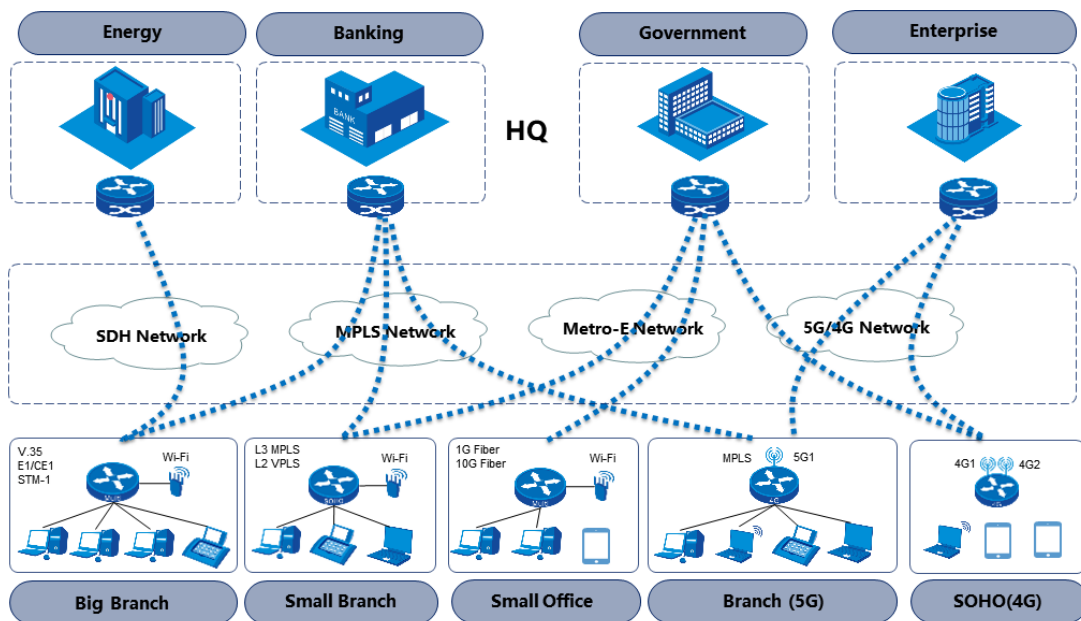 Energy
Banking
Government
Enterprise
BANK
HQ
SDH Network
MPLS Network
Metro-E Network
5G/4G Network
V.35
E1/CE1
STM-1
Wi-Fi
L3 MPLS
L2 VPLS
Wi-Fi
SOHO
1G Fiber
10G Fiber
Wi-Fi
MPLS
5G1
4G
4G1
4G2
Big Branch
Small Branch
Small Office
Branch (5G)
SOHO(4G)